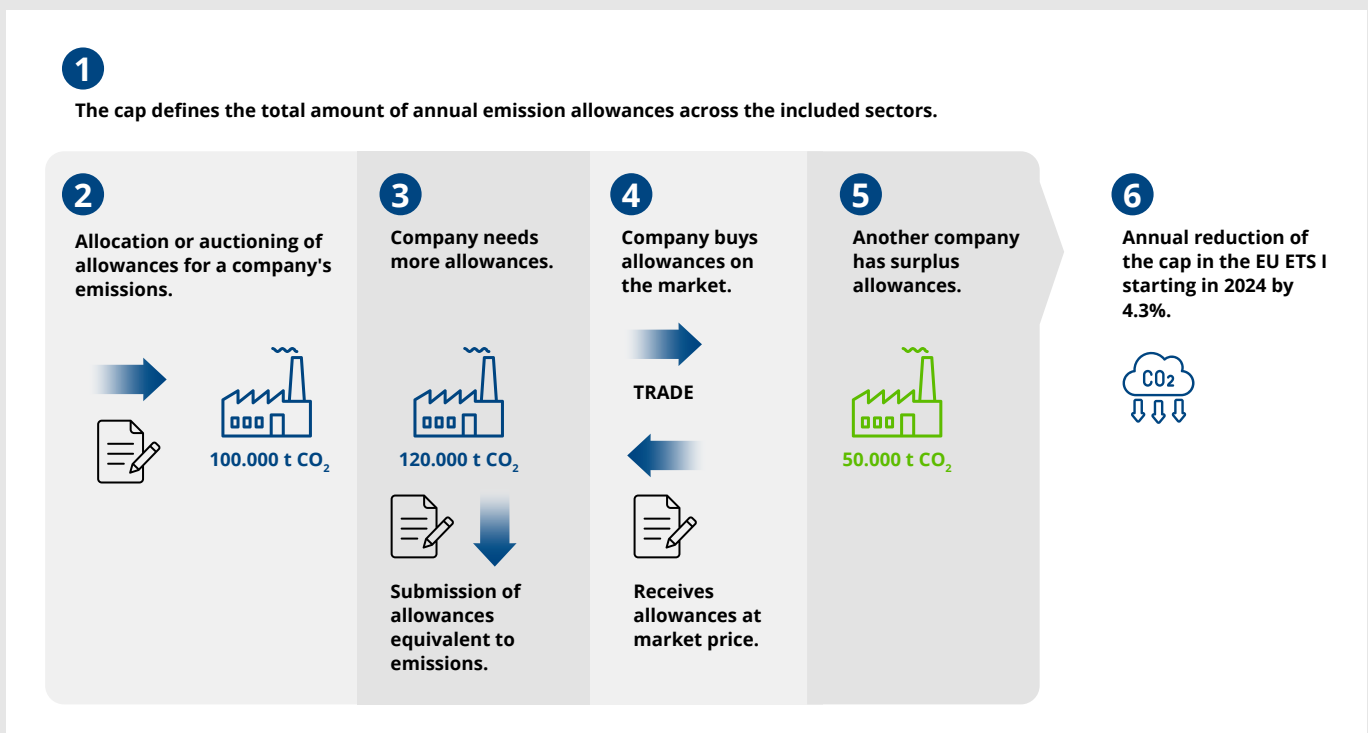 1
The cap defines the total amount of annual emission allowances across the included sectors.
2
Allocation or auctioning of
allowances for a company's
emissions.
100.000 t CO₂
3
Company needs
more allowances.
120.000 t CO₂
Submission of
allowances
equivalent to
emissions.
4
Company buys
allowances on
the market.
TRADE
Receives
allowances at
market price.
5
Another company
has surplus
allowances.
50.000 t CO₂
6
Annual reduction of
the cap in the EU ETS I
starting in 2024 by
4.3%.
CO₂